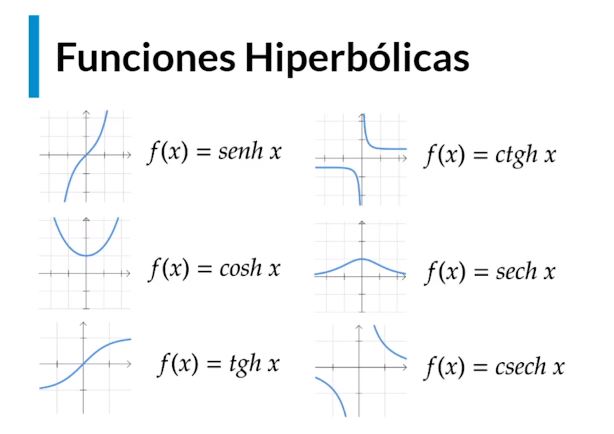 Funciones Hiperbólicas
f(x) = senh x
f(x) = ctgh x
f(x) = cosh x
f(x) = sech x
f(x) = tgh x
f(x) = csech x